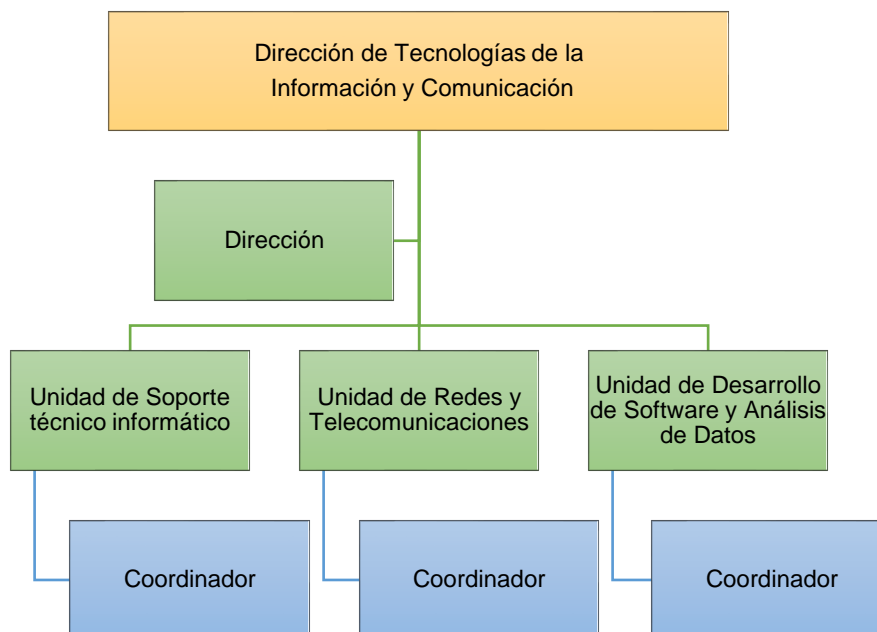 Dirección de Tecnologías de la
Información y Comunicación
Dirección
Unidad de Soporte
técnico informático
Unidad de Redes y
Telecomunicaciones
Unidad de Desarrollo
de Software y Análisis
de Datos
Coordinador
Coordinador
Coordinador